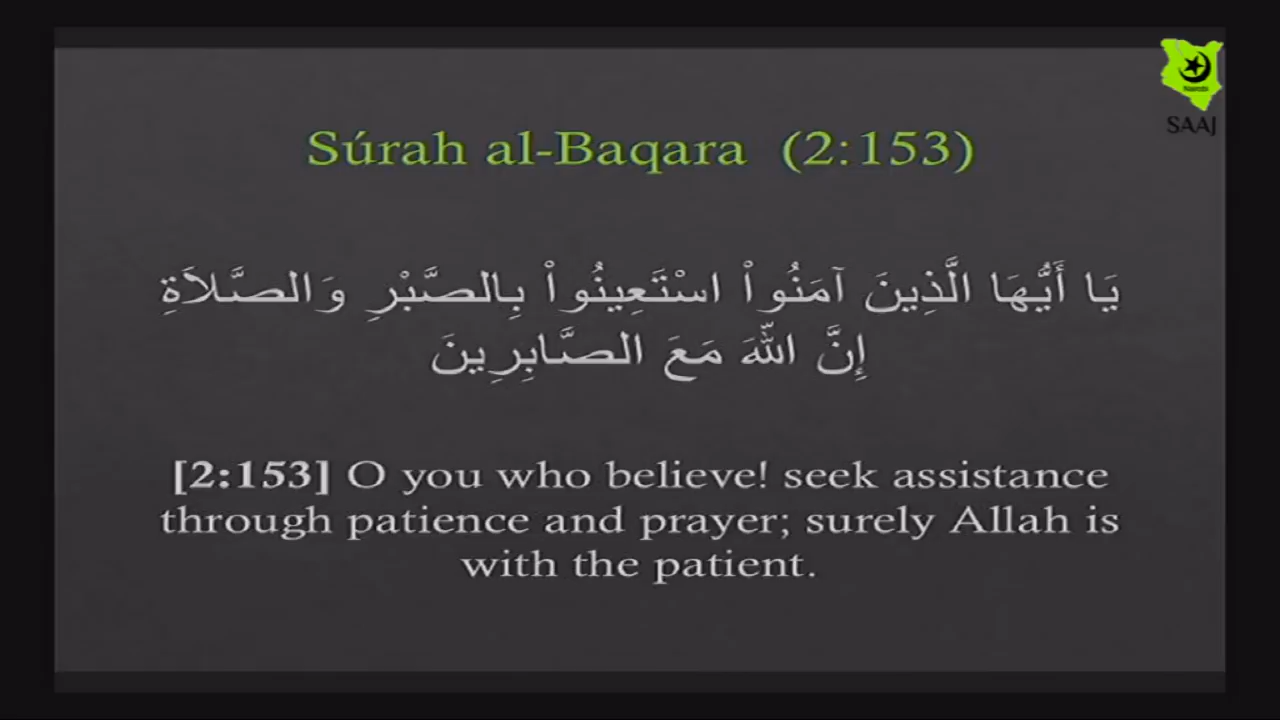 Nairobi
SAAJ
Súrah al-Baqara (2:153)
يَا أَيُّهَا الَّذِينَ آمَنُواْ اسْتَعِينُواْ بِالصَّبْرِ وَالصَّلاَةِ
إِنَّ اللّهَ مَعَ الصَّابِرِينَ
[2:153] O you who believe! seek assistance
through patience and prayer; surely Allah is
with the patient.